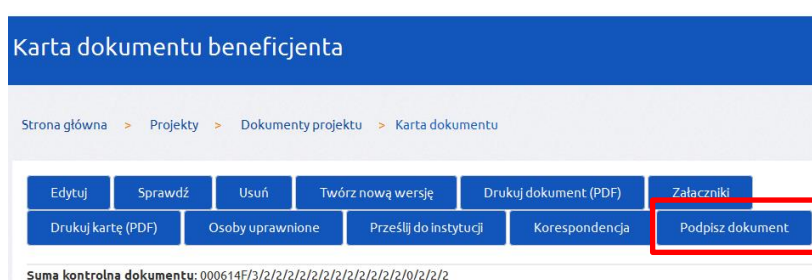 Karta dokumentu beneficjenta
Strona główna > Projekty > Dokumenty projektu > Karta dokumentu
Edytuj Sprawdź Usuń Twórz nową wersję Drukuj dokument (PDF) Załaczniki
Drukuj kartę (PDF) Osoby uprawnione Prześlij do instytucji Korespondencja Podpisz dokument
Suma kontrolna dokumentu: 000614F/3/2/2/2/2/2/2/2/2/2/2/2/2/0/2/2/2